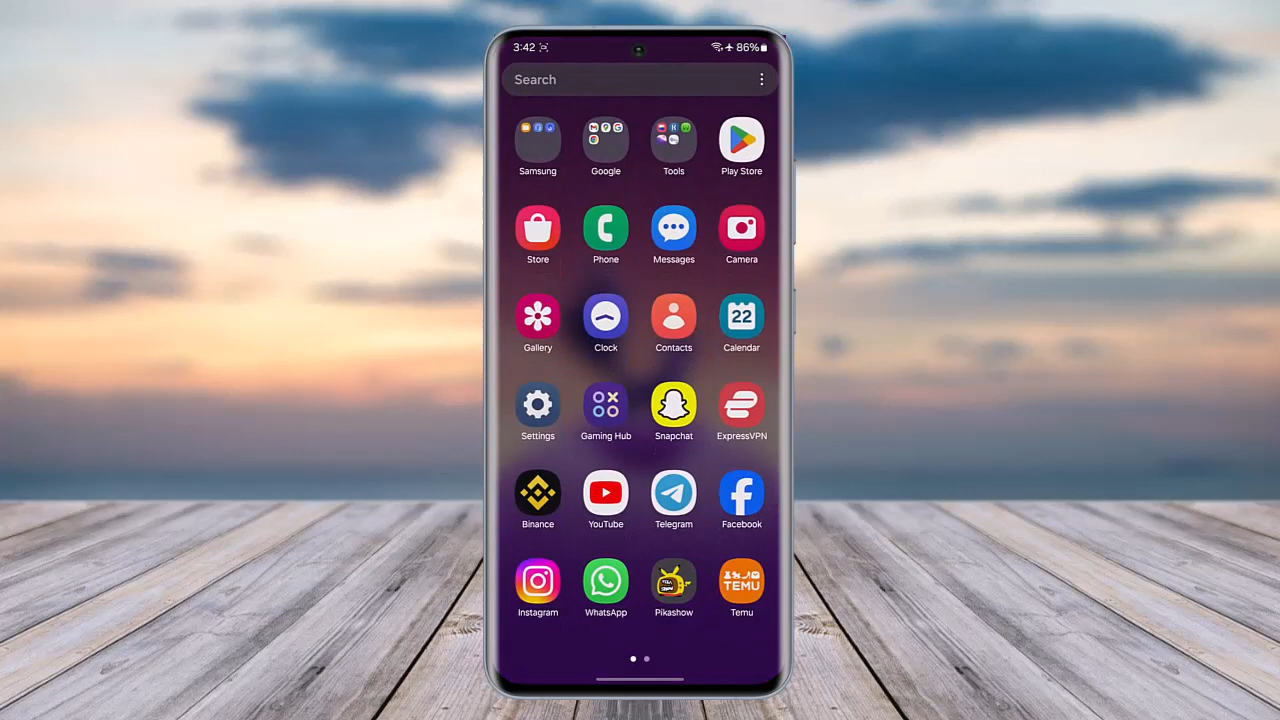 3:42 86%
Search
Samsung Google Tools Play Store
Store Phone Messages Camera
22
Gallery Clock Contacts Calendar
Settings Gaming Hub Snapchat ExpressVPN
Binance YouTube Telegram Facebook
TEMU
Instagram WhatsApp Pikashow Temu